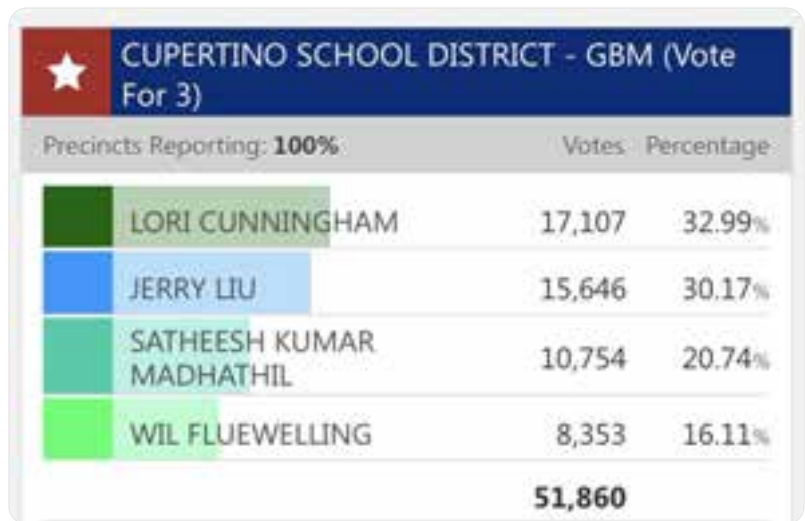 CUPERTINO SCHOOL DISTRICT - GBM (Vote
For 3)
Precincts Reporting: 100% Votes Percentage
LORI CUNNINGHAM 17,107 32.99%
JERRY LIU 15,646 30.17%
SATHEESH KUMAR
MADHATHIL 10,754 20.74%
WIL FLUEWELLING 8,353 16.11%
51,860